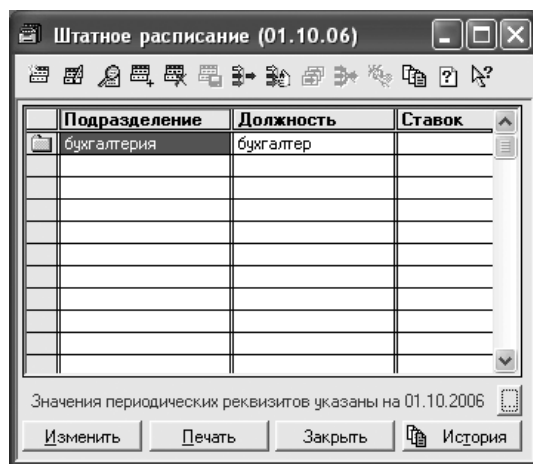 Штатное расписание (01.10.06)
Подразделение Должность Ставок
бухгалтерия бухгалтер
Значения периодических реквизитов указаны на 01.10.2006 ...
Изменить Печать Закрыть История